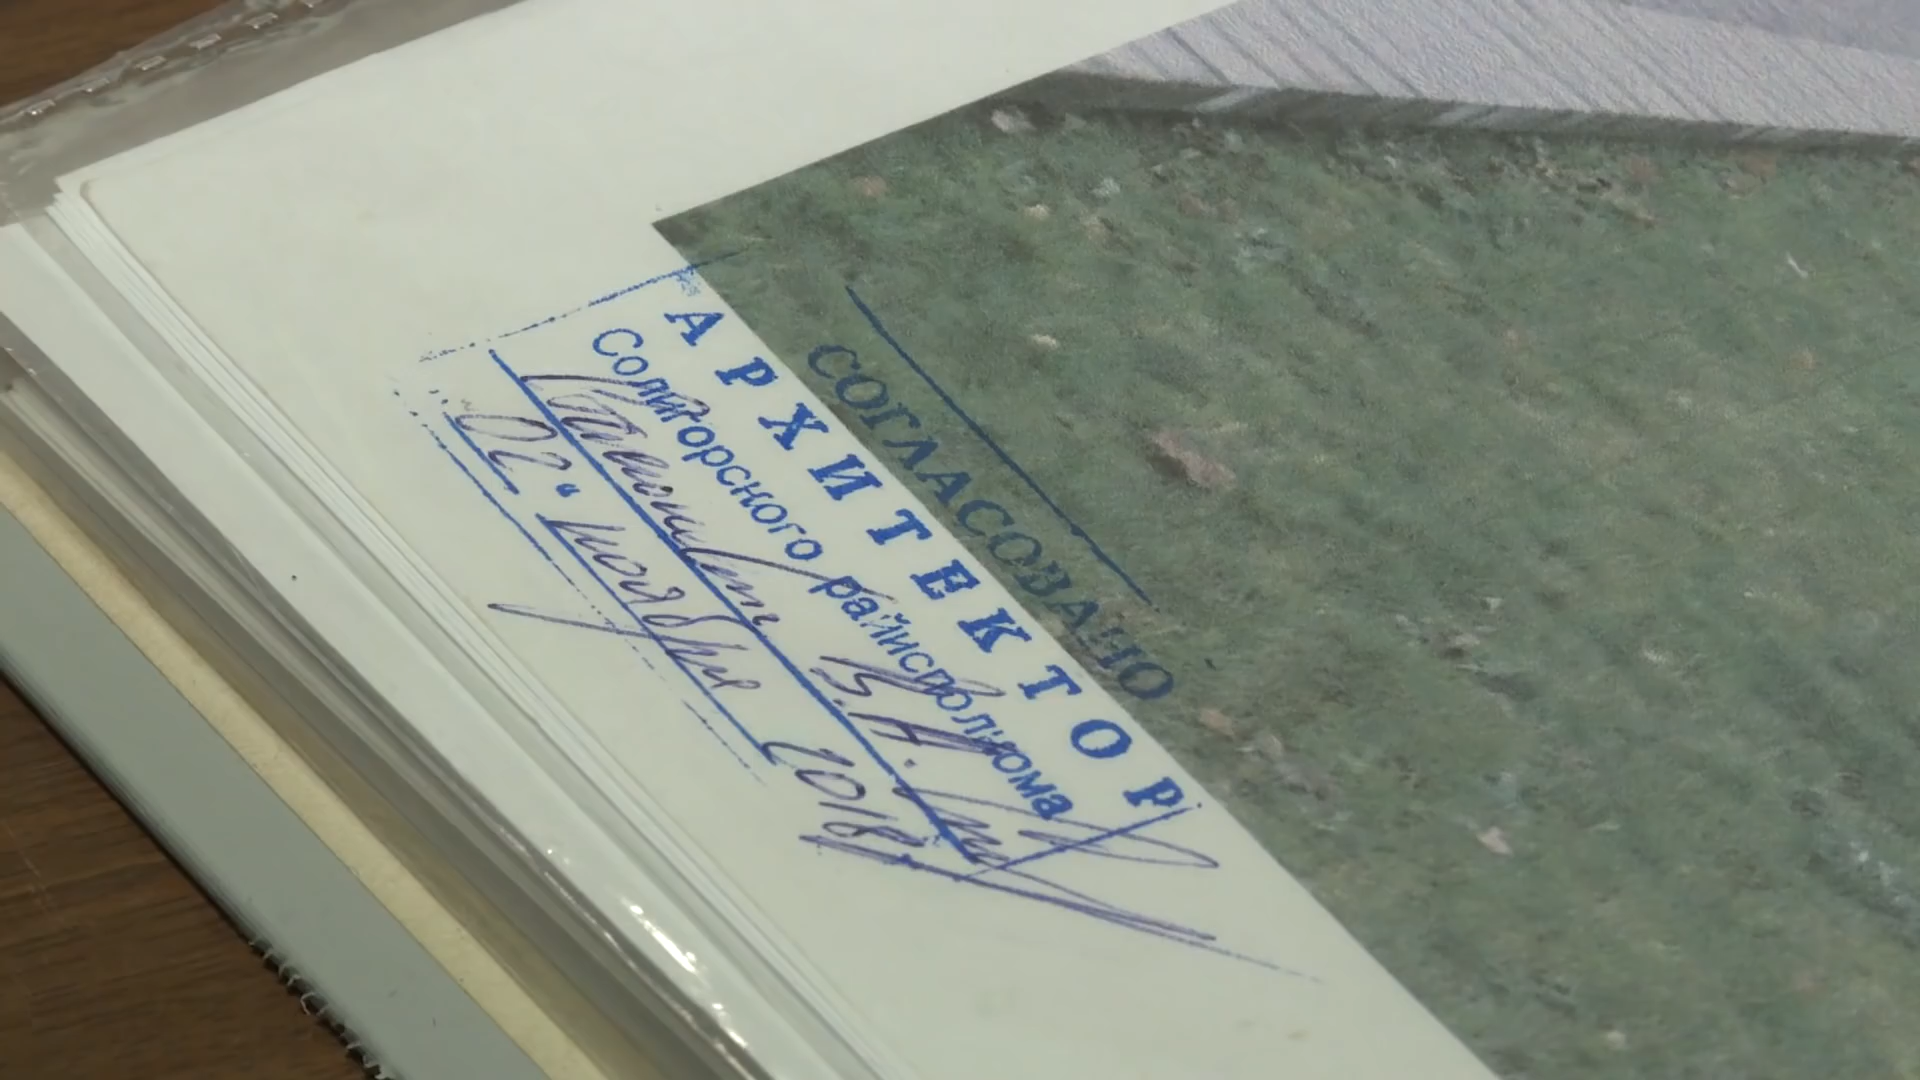 СОГЛАСОВАНО
АРХИТЕКТОР
Солигорского райисполкома
В.А.
02 " ноября 2018